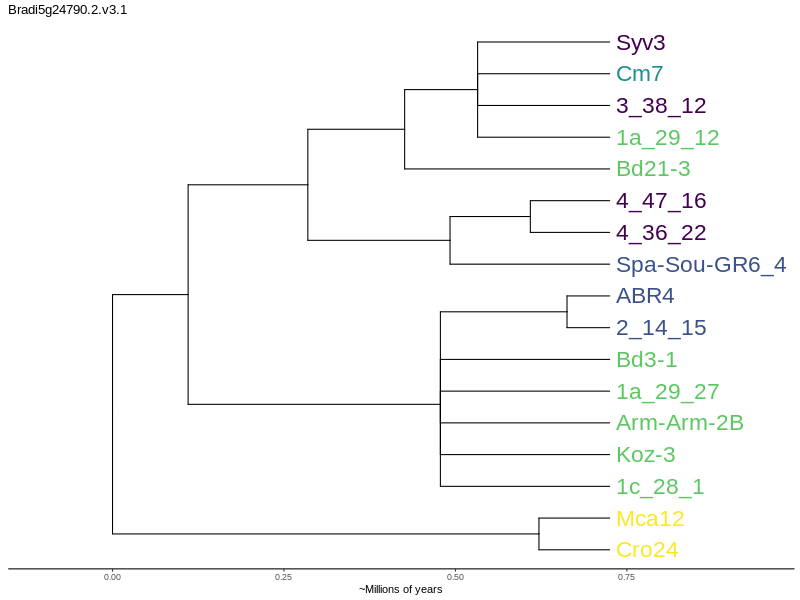 Bradi5g24790.2.v3.1
Syv3
Cm7
3_38_12
1a_29_12
Bd21-3
4_47_16
4_36_22
Spa-Sou-GR6_4
ABR4
2_14_15
Bd3-1
1a_29_27
Arm-Arm-2B
Koz-3
1c_28_1
Mca12
Cro24
0.00 0.25 0.50 0.75
~Millions of years